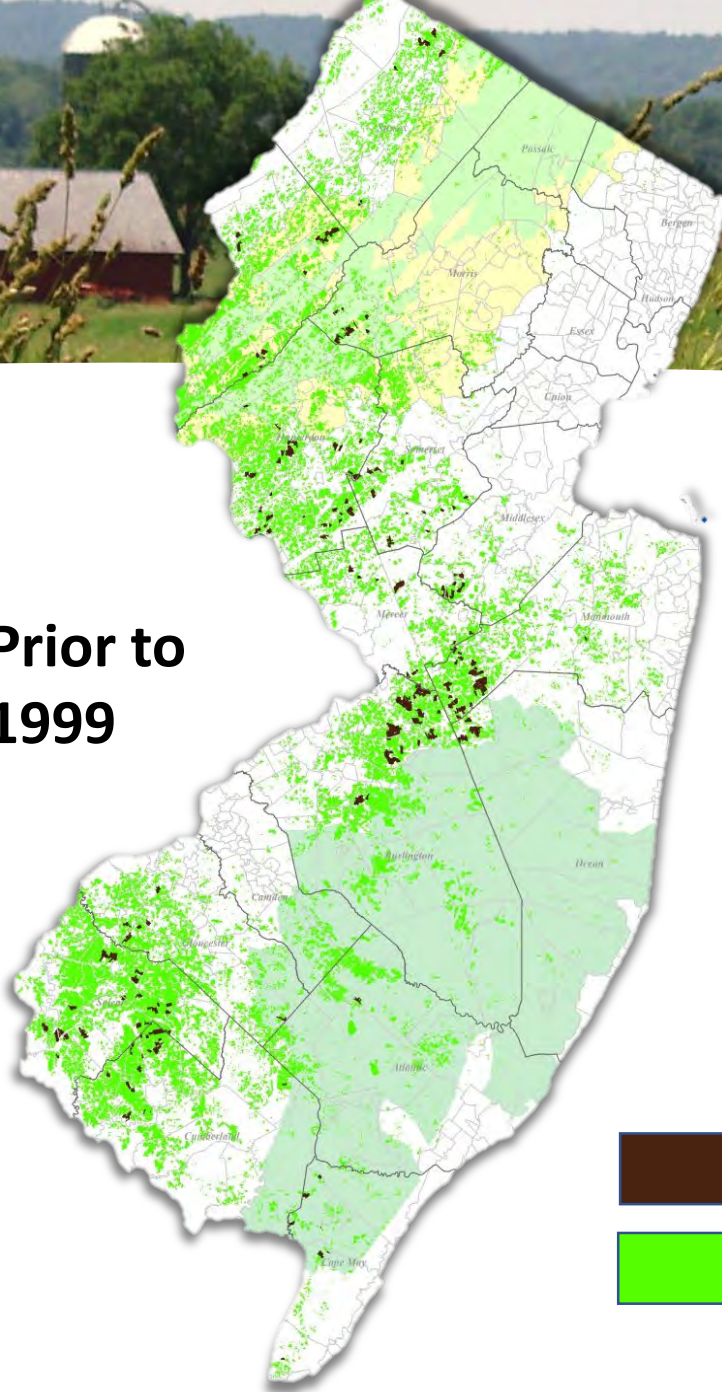 Passaic
Bergen
Morris
Hudson
Essex
Union
Somerset
Middlesex
Mercer
Monmouth
Prior to
1999
Burlington
Ocean
Camden
Gloucester
Atlantic
Cumberland
Cape May